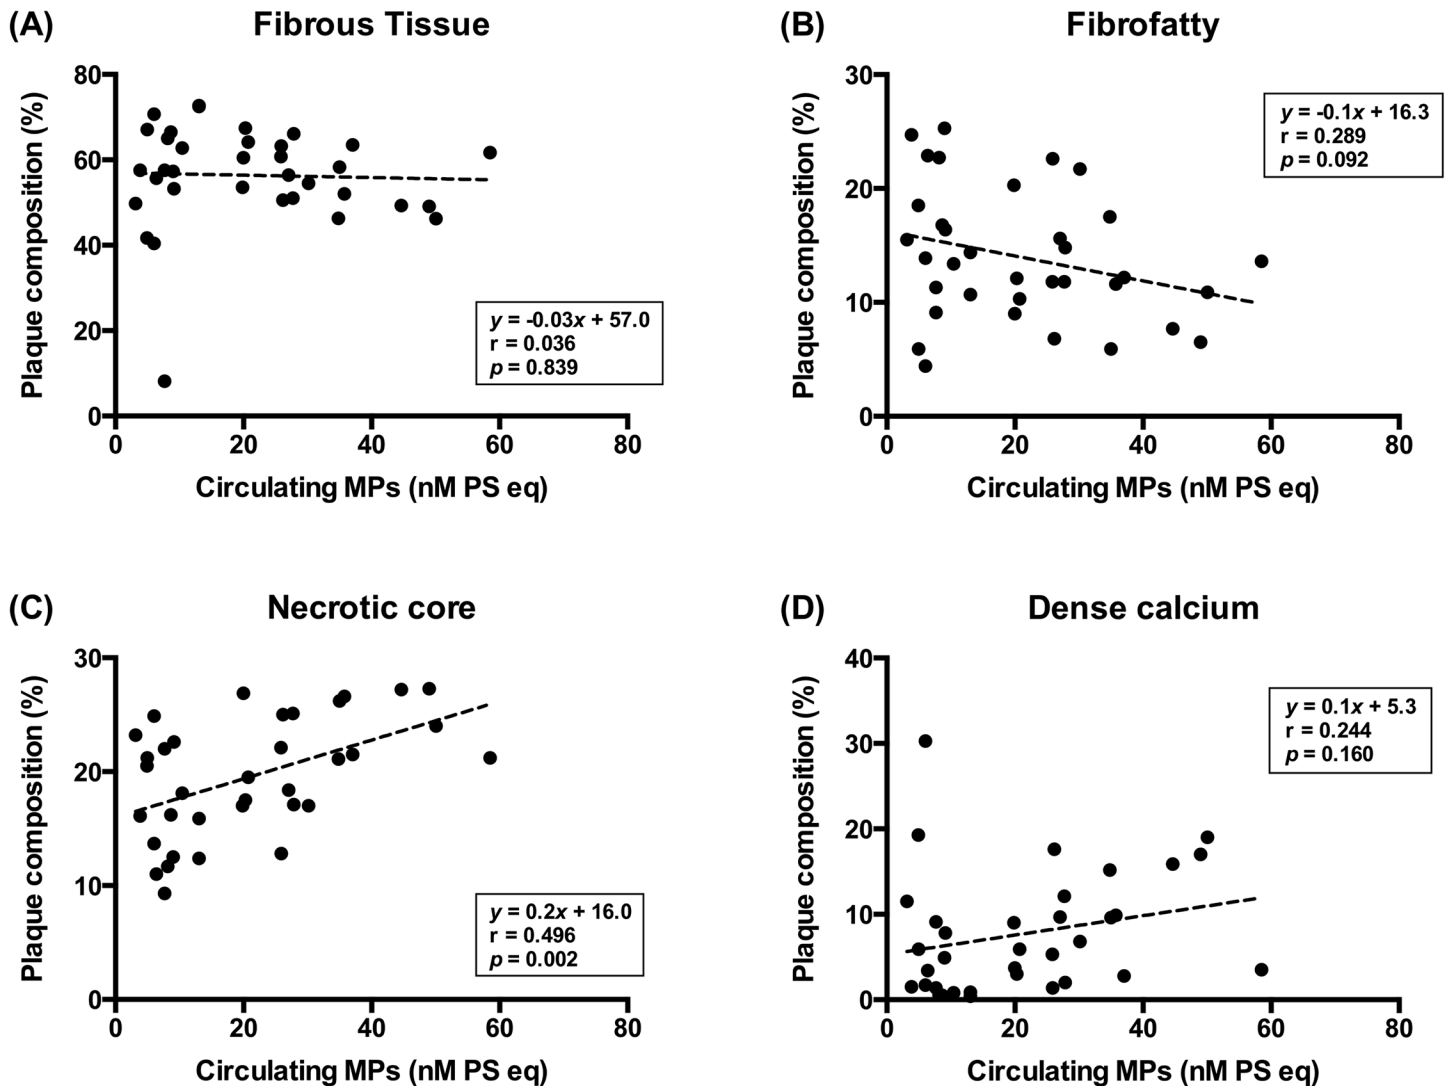 (A) Fibrous Tissue
Plaque composition (%)
80
60
40
20
0
0 20 40 60 80
Circulating MPs (nM PS eq)
y = -0.03x + 57.0
r = 0.036
p = 0.839
(B) Fibrofatty
Plaque composition (%)
30
20
10
0
0 20 40 60 80
Circulating MPs (nM PS eq)
y = -0.1x + 16.3
r = 0.289
p = 0.092
(C) Necrotic core
Plaque composition (%)
30
20
10
0
0 20 40 60 80
Circulating MPs (nM PS eq)
y = 0.2x + 16.0
r = 0.496
p = 0.002
(D) Dense calcium
Plaque composition (%)
40
30
20
10
0
0 20 40 60 80
Circulating MPs (nM PS eq)
y = 0.1x + 5.3
r = 0.244
p = 0.160